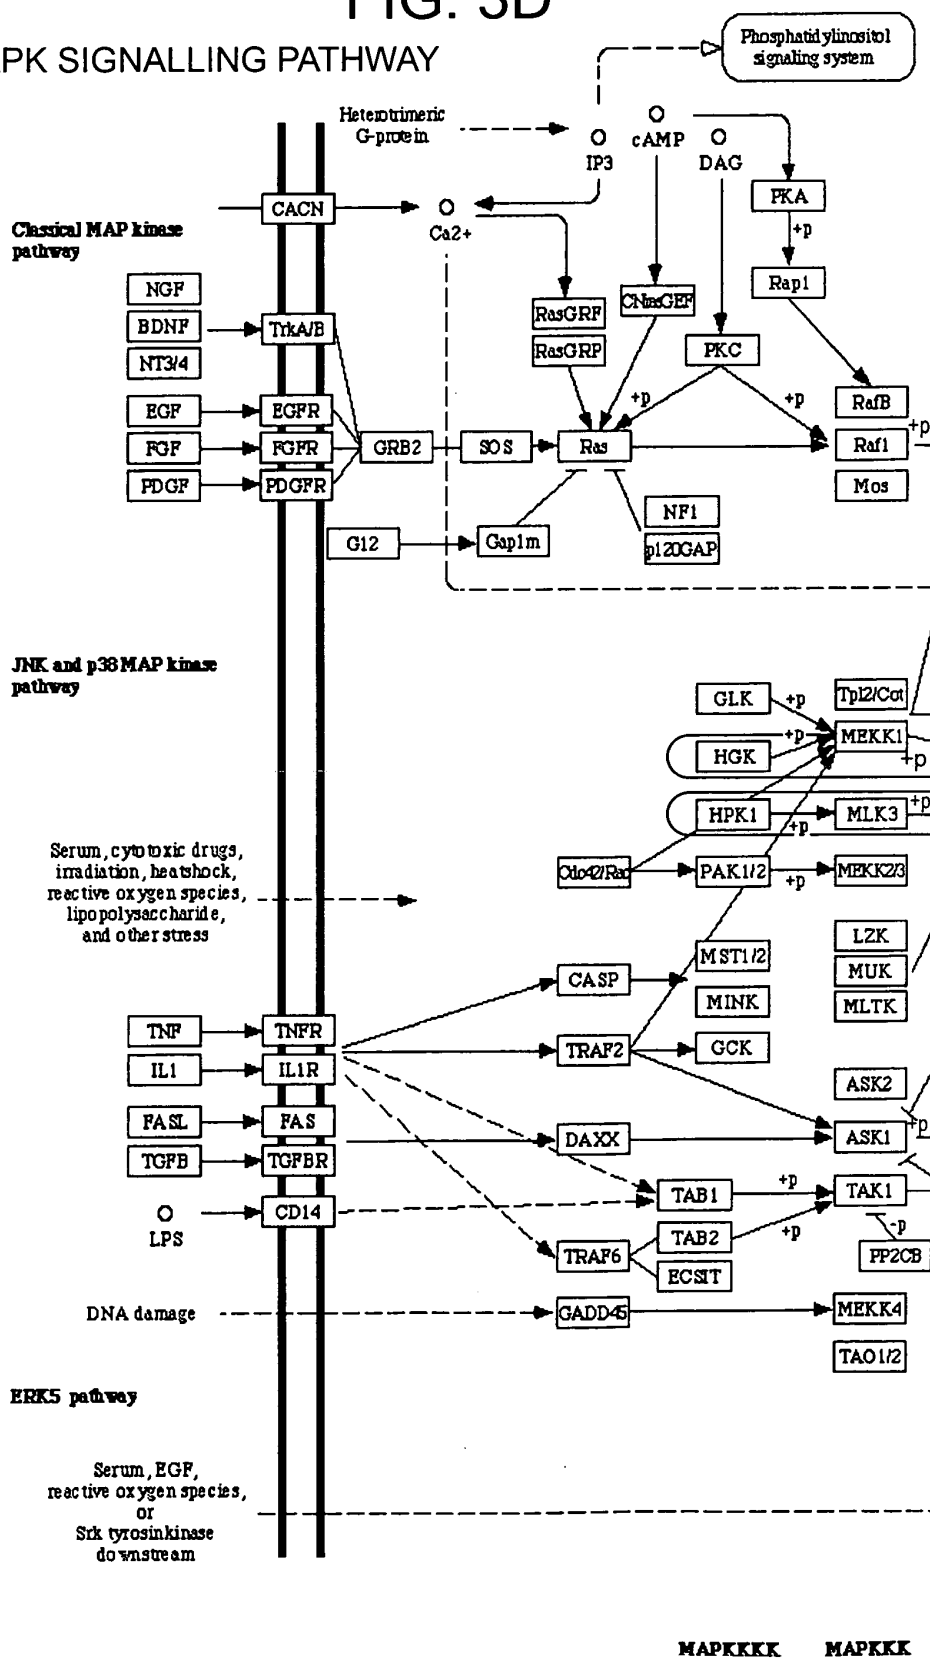 FIG. 3D
PK SIGNALLING PATHWAY
Phosphatidylinositol
signaling system
Heterotrimeric
G-protein
IP3
cAMP
DAG
PKA
CACN
Ca2+
+p
Classical MAP kinase
pathway
Rap1
NGF
BDNF
TrkA/B
NT3/4
RasGRF
CNrasGEF
RasGRP
PKC
EGF
EGFR
+p
+p
RafB
+p
FGF
FGFR
GRB2
SOS
Ras
Raf1
PDGF
PDGFR
Mos
NF1
G12
Gap1m
p120GAP
JNK and p38 MAP kinase
pathway
GLK
+p
Tpl2/Cot
+p
MEKK1
HGK
+p
HPK1
MLK3
+p
+p
Serum, cytotoxic drugs,
irradiation, heatshock,
reactive oxygen species,
lipopolysaccharide,
and other stress
Cdc42/Rac
PAK1/2
+p
MEKK2/3
LZK
MST1/2
CASP
MUK
MINK
MLTK
TNF
TNFR
TRAF2
GCK
IL1
IL1R
ASK2
FASL
FAS
+p
DAXX
ASK1
TGFB
TGFBR
TAB1
+p
TAK1
LPS
CD14
TAB2
+p
-p
TRAF6
PP2CB
ECSIT
DNA damage
GADD45
MEKK4
TAO1/2
ERK5 pathway
Serum, EGF,
reactive oxygen species,
or
Srk tyrosinkinase
downstream
MAPKKKK MAPKKK